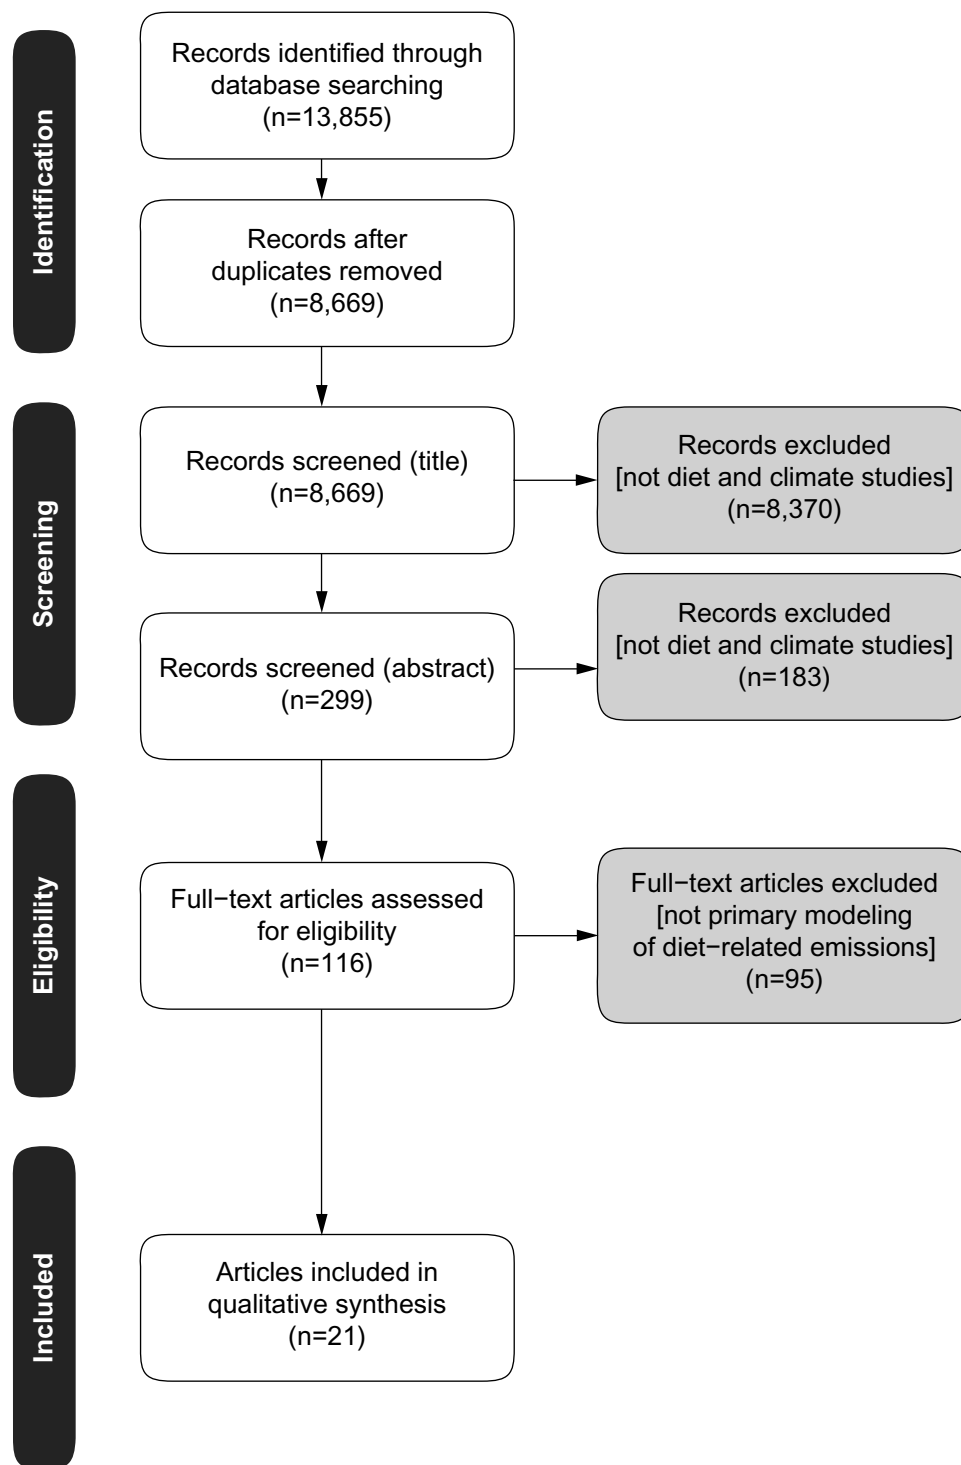 Identification
Records identified through
database searching
(n=13,855)
Records after
duplicates removed
(n=8,669)
Screening
Records screened (title)
(n=8,669)
Records excluded
[not diet and climate studies]
(n=8,370)
Records screened (abstract)
(n=299)
Records excluded
[not diet and climate studies]
(n=183)
Eligibility
Full−text articles assessed
for eligibility
(n=116)
Full−text articles excluded
[not primary modeling
of diet−related emissions]
(n=95)
Included
Articles included in
qualitative synthesis
(n=21)